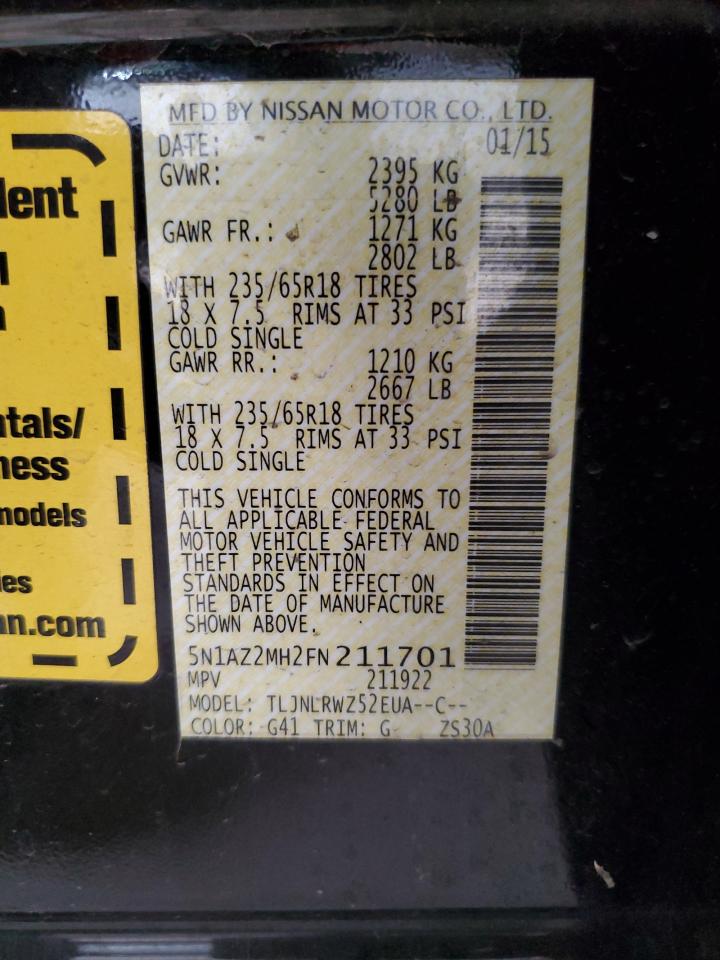 MFD BY NISSAN MOTOR CO., LTD.
DATE: 01/15
GVWR: 2395 KG
5280 LB
GAWR FR.: 1271 KG
2802 LB
WITH 235/65R18 TIRES
18 X 7.5 RIMS AT 33 PSI
COLD SINGLE
GAWR RR.: 1210 KG
2667 LB
WITH 235/65R18 TIRES
18 X 7.5 RIMS AT 33 PSI
COLD SINGLE
THIS VEHICLE CONFORMS TO
ALL APPLICABLE FEDERAL
MOTOR VEHICLE SAFETY AND
THEFT PREVENTION
STANDARDS IN EFFECT ON
THE DATE OF MANUFACTURE
SHOWN ABOVE.
5N1AZ2MH2FN211701
MPV 211922
MODEL: TLJNLRWZ52EUA--C--
COLOR: G41 TRIM: G ZS30A
lent
ntals/
ness
models
les
an.com